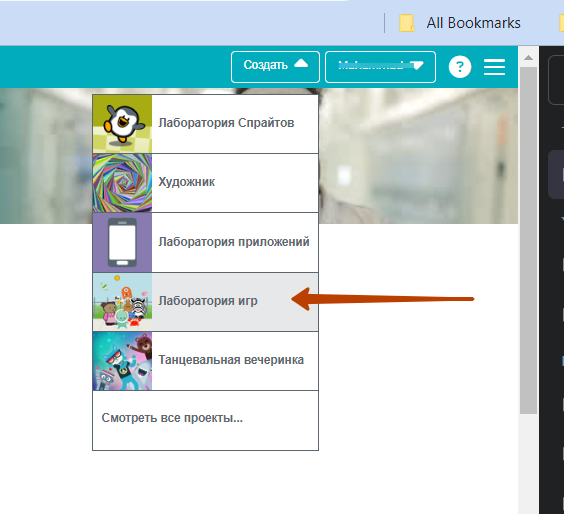 All Bookmarks
Создать
?
Лаборатория Спрайтов
Художник
Лаборатория приложений
Лаборатория игр
Танцевальная вечеринка
Смотреть все проекты...